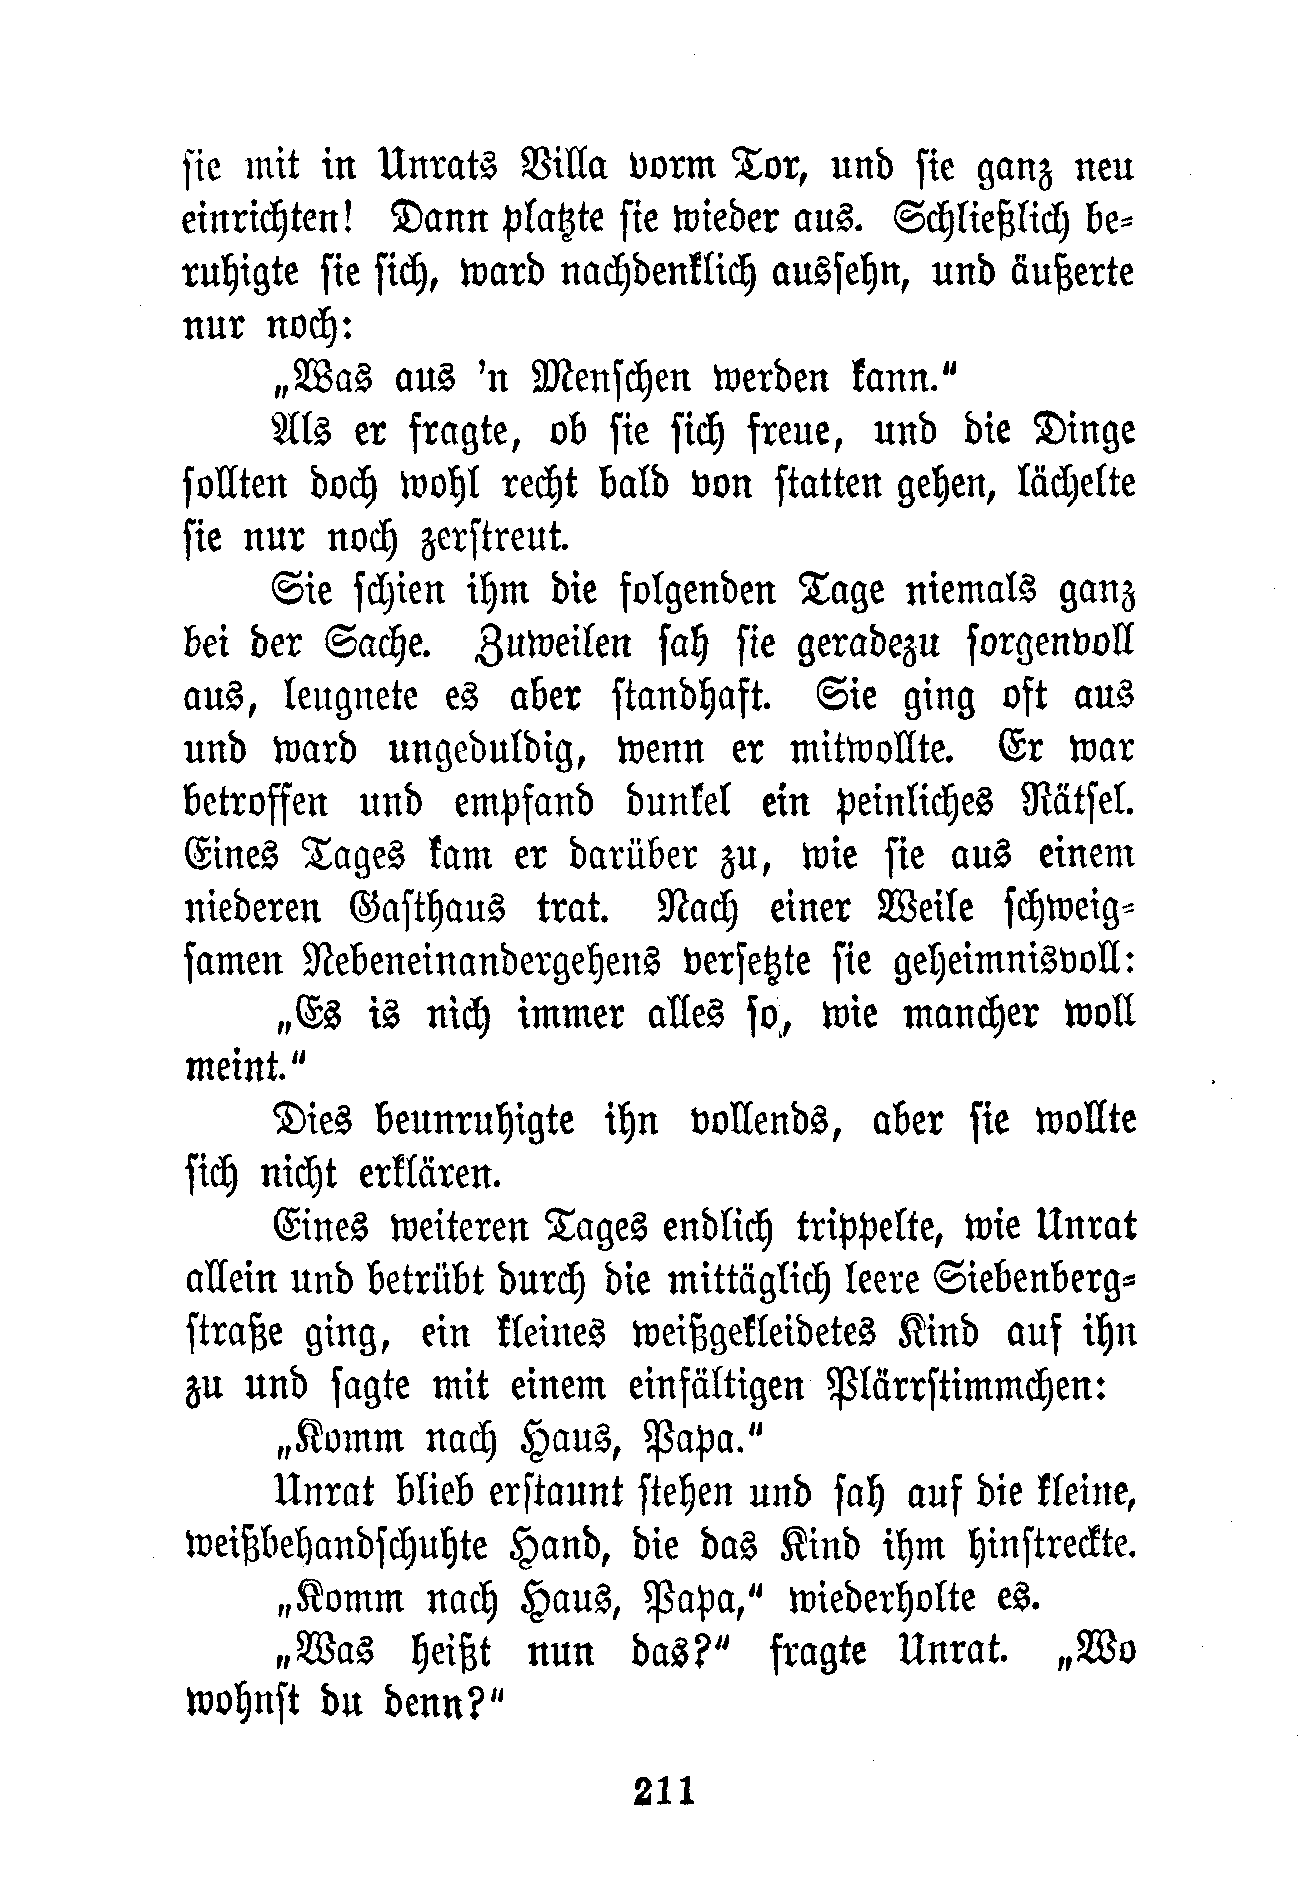 sie mit in Unrats Villa vorm Tor, und sie ganz neu
einrichten! Dann platzte sie wieder aus. Schließlich be-
ruhigte sie sich, ward nachdenklich aussehn, und äußerte
nur noch:
„Was aus 'n Menschen werden kann.“
Als er fragte, ob sie sich freue, und die Dinge
sollten doch wohl recht bald von statten gehen, lächelte
sie nur noch zerstreut.
Sie schien ihm die folgenden Tage niemals ganz
bei der Sache. Zuweilen sah sie geradezu sorgenvoll
aus, leugnete es aber standhaft. Sie ging oft aus
und ward ungeduldig, wenn er mitwollte. Er war
betroffen und empfand dunkel ein peinliches Rätsel.
Eines Tages kam er darüber zu, wie sie aus einem
niederen Gasthaus trat. Nach einer Weile schweig-
samen Nebeneinandergehens versetzte sie geheimnisvoll:
„Es is nich immer alles so, wie mancher woll
meint.“
Dies beunruhigte ihn vollends, aber sie wollte
sich nicht erklären.
Eines weiteren Tages endlich trippelte, wie Unrat
allein und betrübt durch die mittäglich leere Siebenberg-
straße ging, ein kleines weißgekleidetes Kind auf ihn
zu und sagte mit einem einfältigen Plärrstimmchen:
„Komm nach Haus, Papa.“
Unrat blieb erstaunt stehen und sah auf die kleine,
weißbehandschuhte Hand, die das Kind ihm hinstreckte.
„Komm nach Haus, Papa,“ wiederholte es.
„Was heißt nun das?“ fragte Unrat. „Wo
wohnst du denn?“
211